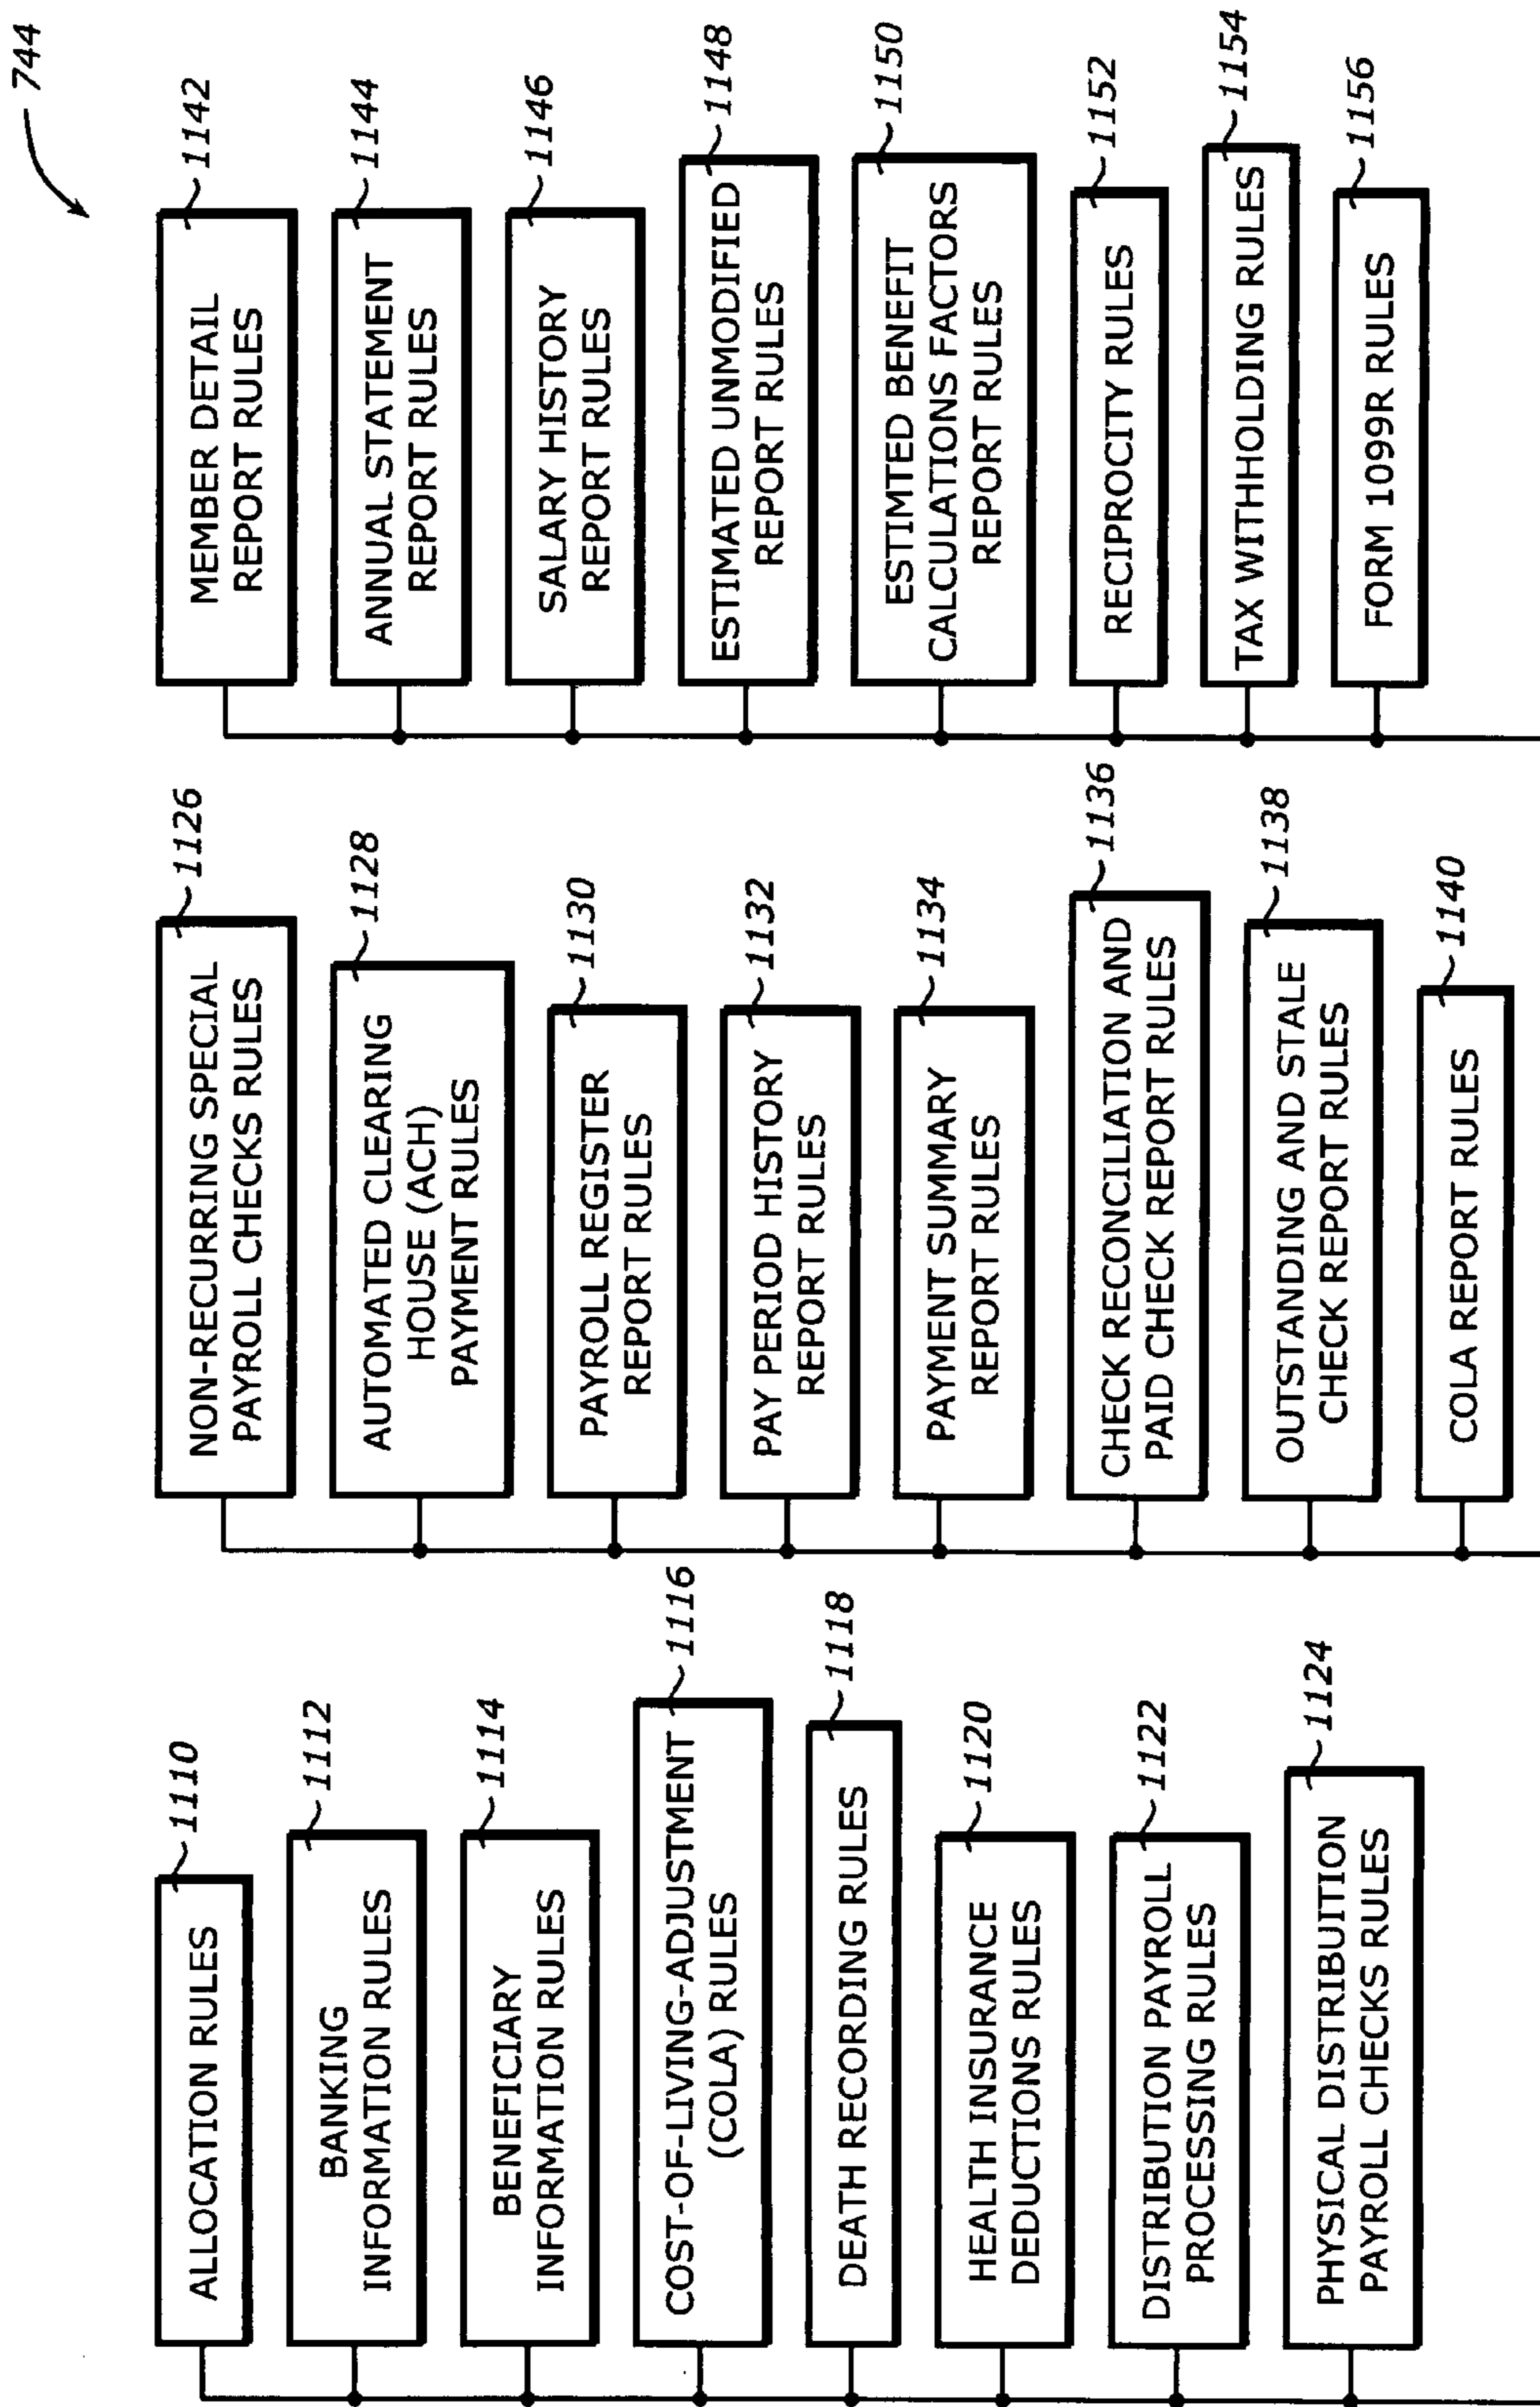 744
ALLOCATION RULES
1110
BANKING
INFORMATION RULES
1112
BENEFICIARY
INFORMATION RULES
1114
COST-OF-LIVING-ADJUSTMENT
(COLA) RULES
1116
DEATH RECORDING RULES
1118
HEALTH INSURANCE
DEDUCTIONS RULES
1120
DISTRIBUTION PAYROLL
PROCESSING RULES
1122
PHYSICAL DISTRIBUITION
PAYROLL CHECKS RULES
1124
NON-RECURRING SPECIAL
PAYROLL CHECKS RULES
1126
AUTOMATED CLEARING
HOUSE (ACH)
PAYMENT RULES
1128
PAYROLL REGISTER
REPORT RULES
1130
PAY PERIOD HISTORY
REPORT RULES
1132
PAYMENT SUMMARY
REPORT RULES
1134
CHECK RECONCILIATION AND
PAID CHECK REPORT RULES
1136
OUTSTANDING AND STALE
CHECK REPORT RULES
1138
COLA REPORT RULES
1140
MEMBER DETAIL
REPORT RULES
1142
ANNUAL STATEMENT
REPORT RULES
1144
SALARY HISTORY
REPORT RULES
1146
ESTIMATED UNMODIFIED
REPORT RULES
1148
ESTIMTED BENEFIT
CALCULATIONS FACTORS
REPORT RULES
1150
RECIPROCITY RULES
1152
TAX WITHHOLDING RULES
1154
FORM 1099R RULES
1156